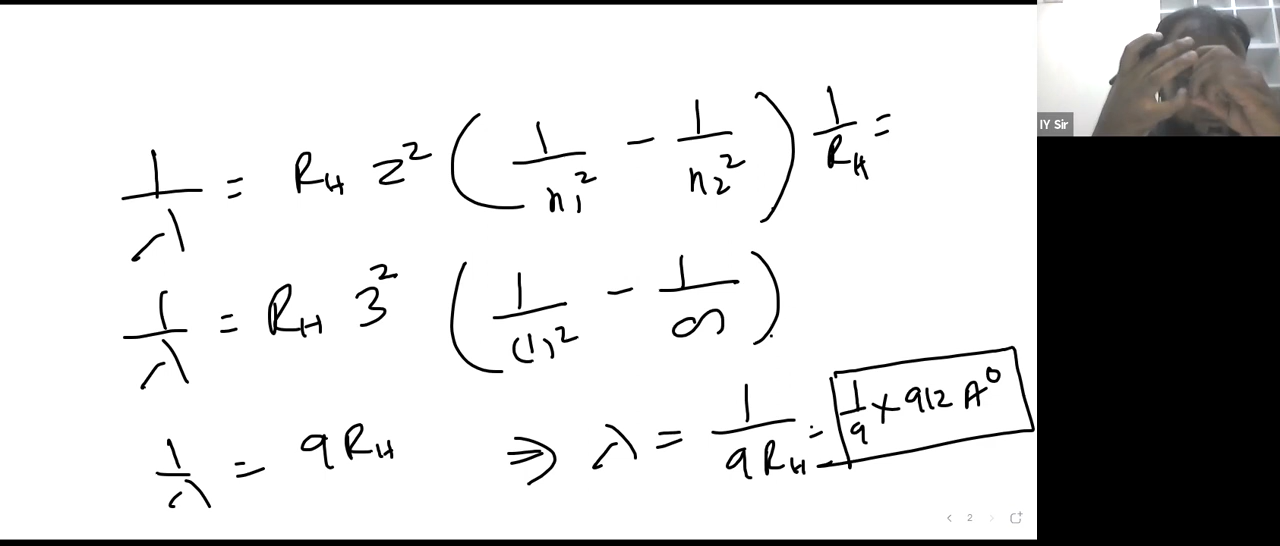 1/λ = R_H z² (1/n₁² − 1/n₂²) 1/R_H =
IY Sir
1/λ = R_H 3² (1/(1)² − 1/∞)
1/λ = 9R_H ⇒ λ = 1/9R_H = 1/9 × 912 A⁰
2